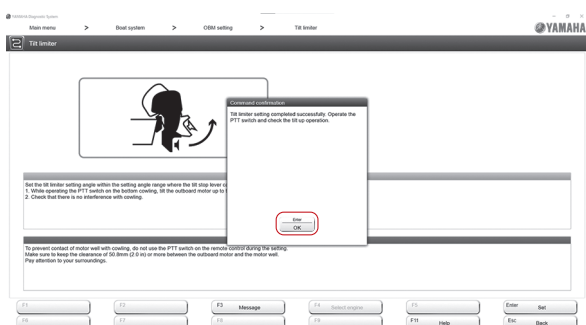 YAMAHA Diagnostic System
Main menu > Boat system > OBM setting > Tilt limiter
YAMAHA
Tilt limiter
Command confirmation
Tilt limiter setting completed successfully. Operate the
PTT switch and check the tilt up operation.
Enter
OK
Set the tilt limiter setting angle within the setting angle range where the tilt stop lever
1. While operating the PTT switch on the bottom cowling, tilt the outboard motor up to
2. Check that there is no interference with cowling.
To prevent contact of motor well with cowling, do not use the PTT switch on the remote control during the setting.
Make sure to keep the clearance of 50.8mm (2.0 in) or more between the outboard motor and the motor well.
Pay attention to your surroundings.
F1 F2 F3 Message F4 Select engine F5 Enter Set
F6 F7 F8 F9 F11 Help Esc Back